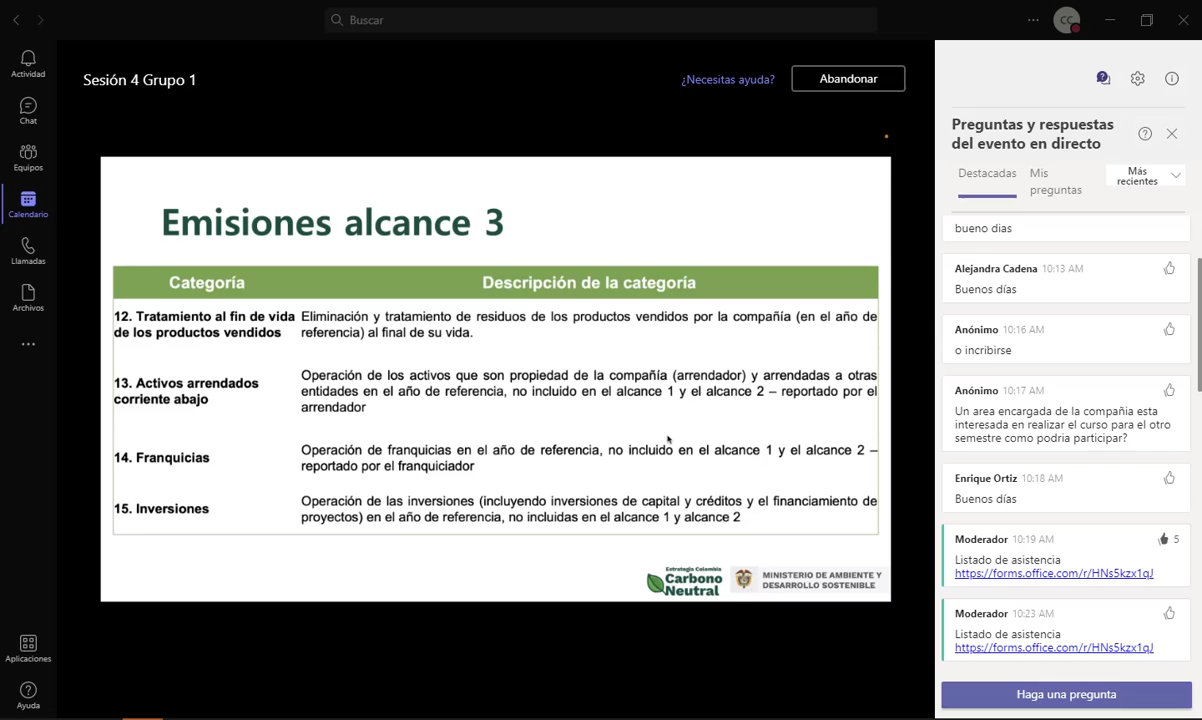 Buscar
CC
Actividad
Chat
Equipos
Calendario
Llamadas
Archivos
Aplicaciones
Ayuda
Sesión 4 Grupo 1
¿Necesitas ayuda?
Abandonar
Emisiones alcance 3
Categoría
Descripción de la categoría
12. Tratamiento al fin de vida
de los productos vendidos
Eliminación y tratamiento de residuos de los productos vendidos por la compañía (en el año de
referencia) al final de su vida.
13. Activos arrendados
corriente abajo
Operación de los activos que son propiedad de la compañía (arrendador) y arrendadas a otras
entidades en el año de referencia, no incluido en el alcance 1 y el alcance 2 – reportado por el
arrendador
14. Franquicias
Operación de franquicias en el año de referencia, no incluido en el alcance 1 y el alcance 2 –
reportado por el franquiciador
15. Inversiones
Operación de las inversiones (incluyendo inversiones de capital y créditos y el financiamiento de
proyectos) en el año de referencia, no incluidas en el alcance 1 y alcance 2
Estrategia Colombia
Carbono
Neutral
MINISTERIO DE AMBIENTE Y
DESARROLLO SOSTENIBLE
Preguntas y respuestas
del evento en directo
Destacadas
Mis
preguntas
Más
recientes
bueno dias
Alejandra Cadena 10:13 AM
Buenos días
Anónimo 10:16 AM
o incribirse
Anónimo 10:17 AM
Un area encargada de la compañia esta
interesada en realizar el curso para el otro
semestre como podria participar?
Enrique Ortiz 10:18 AM
Buenos días
Moderador 10:19 AM
5
Listado de asistencia
https://forms.office.com/r/HNs5kzx1qJ
Moderador 10:23 AM
Listado de asistencia
https://forms.office.com/r/HNs5kzx1qJ
Haga una pregunta